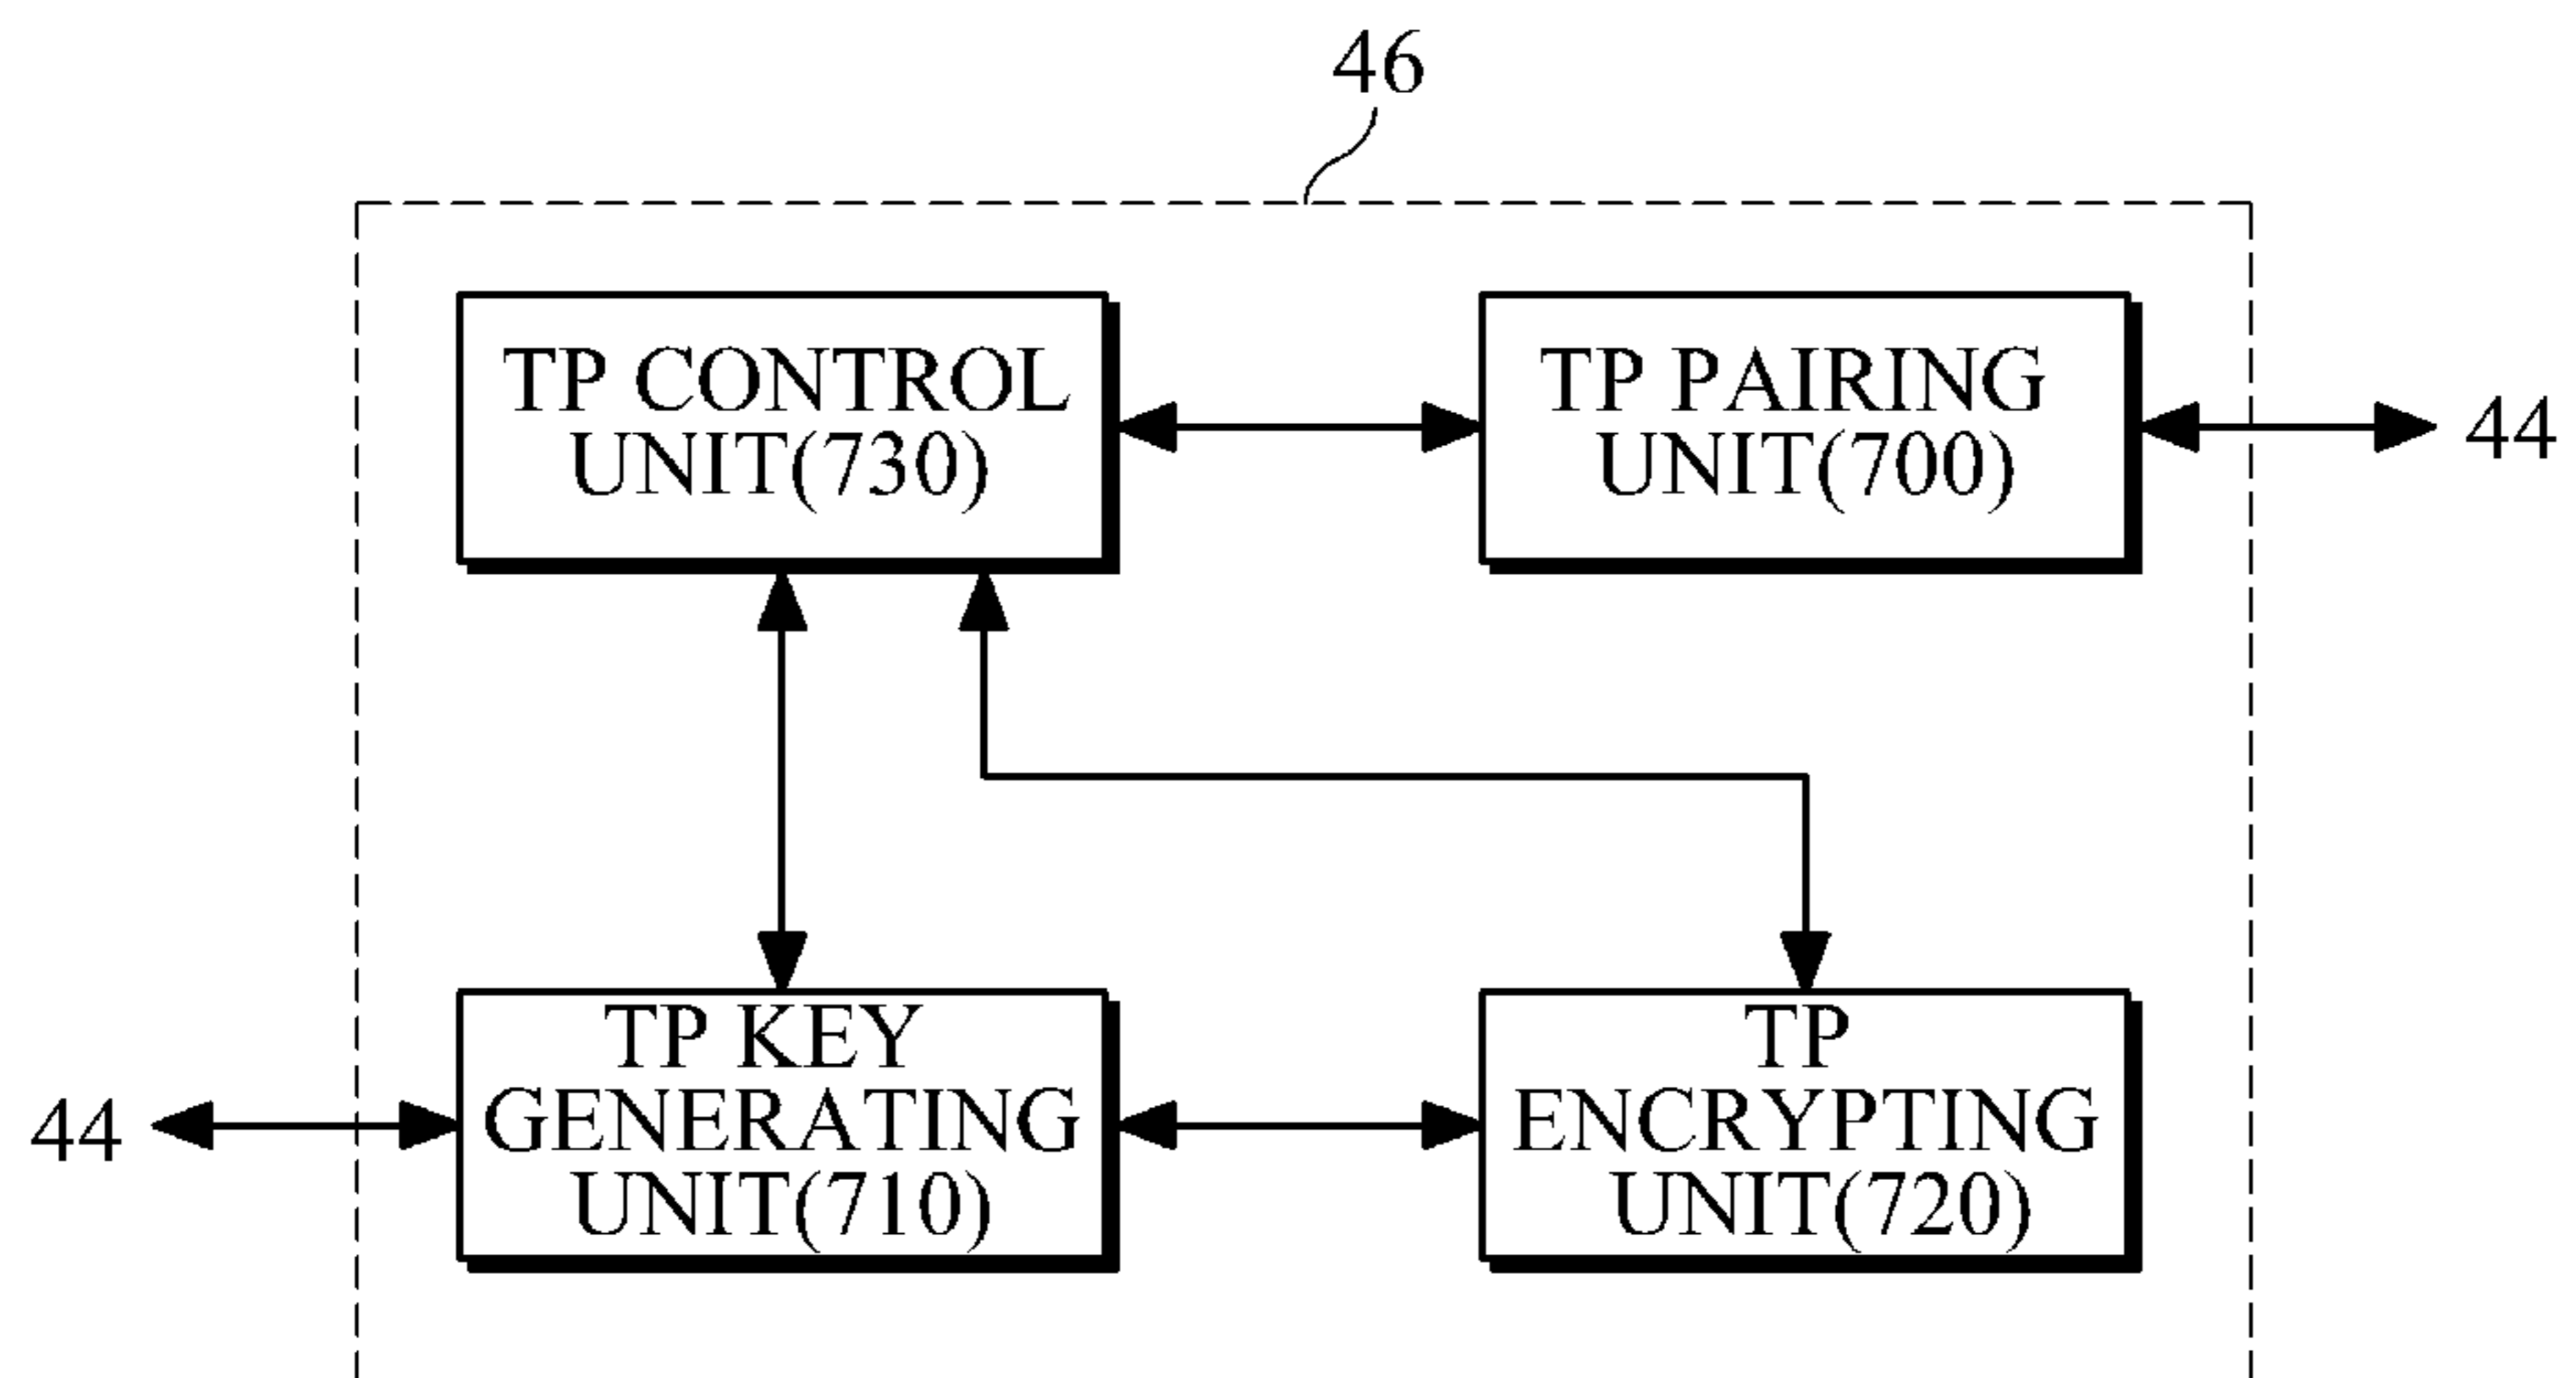 46
TP CONTROL
UNIT(730)
TP PAIRING
UNIT(700)
44
TP KEY
GENERATING
UNIT(710)
44
TP
ENCRYPTING
UNIT(720)